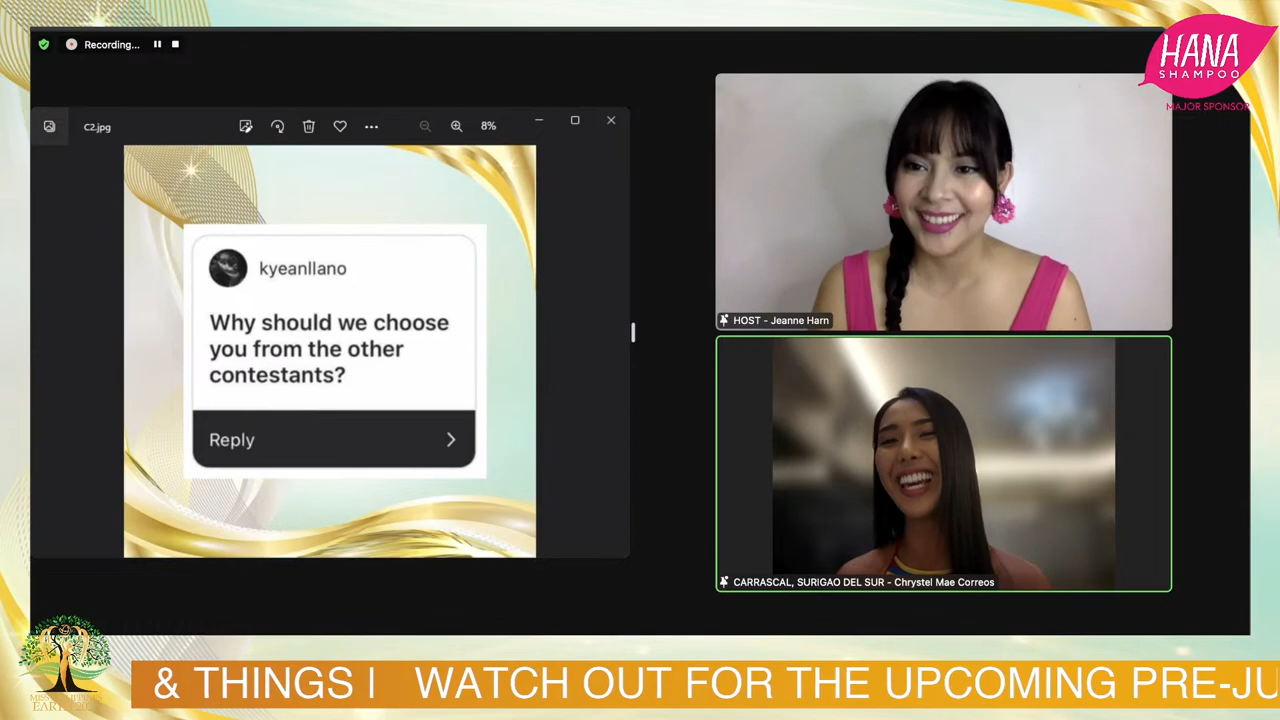 Recording...
HANA
SHAMPOO
MAJOR SPONSOR
C2.jpg
8%
kyeanllano
Why should we choose
you from the other
contestants?
Reply
HOST - Jeanne Harn
CARRASCAL, SURIGAO DEL SUR - Chrystel Mae Correos
& THINGS | WATCH OUT FOR THE UPCOMING PRE-JU